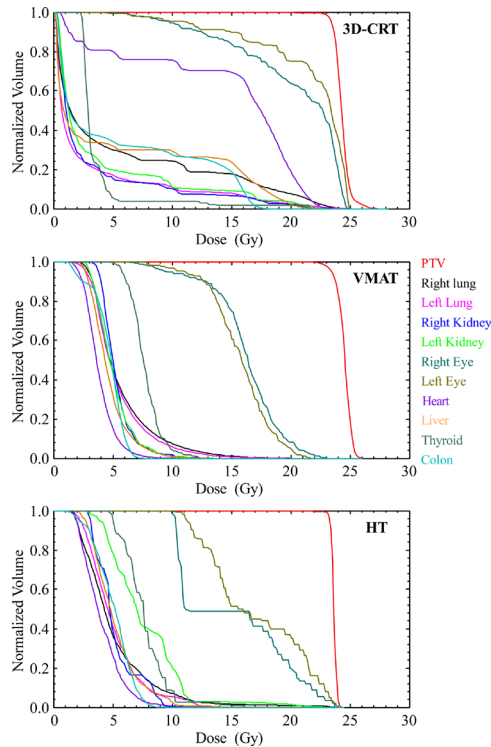 3D-CRT
Normalized Volume
1.0
0.8
0.6
0.4
0.2
0.0
0 5 10 15 20 25 30
Dose (Gy)
VMAT
Normalized Volume
1.0
0.8
0.6
0.4
0.2
0.0
0 5 10 15 20 25 30
Dose (Gy)
PTV
Right lung
Left Lung
Right Kidney
Left Kidney
Right Eye
Left Eye
Heart
Liver
Thyroid
Colon
HT
Normalized Volume
1.0
0.8
0.6
0.4
0.2
0.0
0 5 10 15 20 25 30
Dose (Gy)